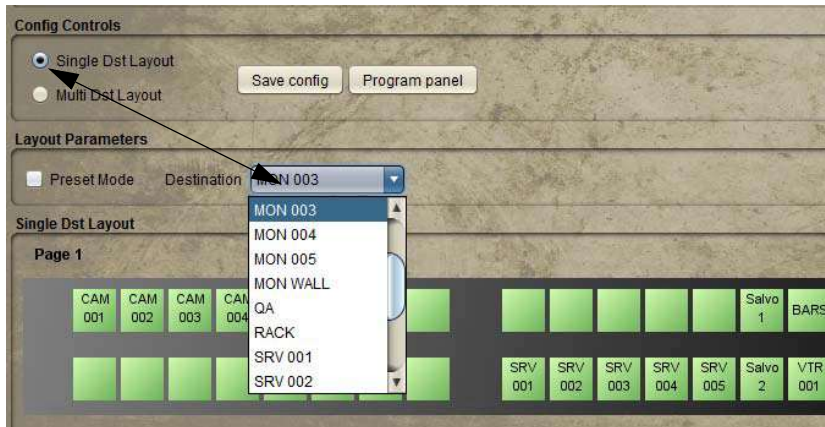 Config Controls
Single Dst Layout
Multi Dst Layout
Save config
Program panel
Layout Parameters
Preset Mode
Destination
MON 003
MON 003
MON 004
MON 005
MON WALL
QA
RACK
SRV 001
SRV 002
Single Dst Layout
Page 1
CAM 001
CAM 002
CAM 003
CAM 004
Salvo 1
BARS
SRV 001
SRV 002
SRV 003
SRV 004
SRV 005
Salvo 2
VTR 001